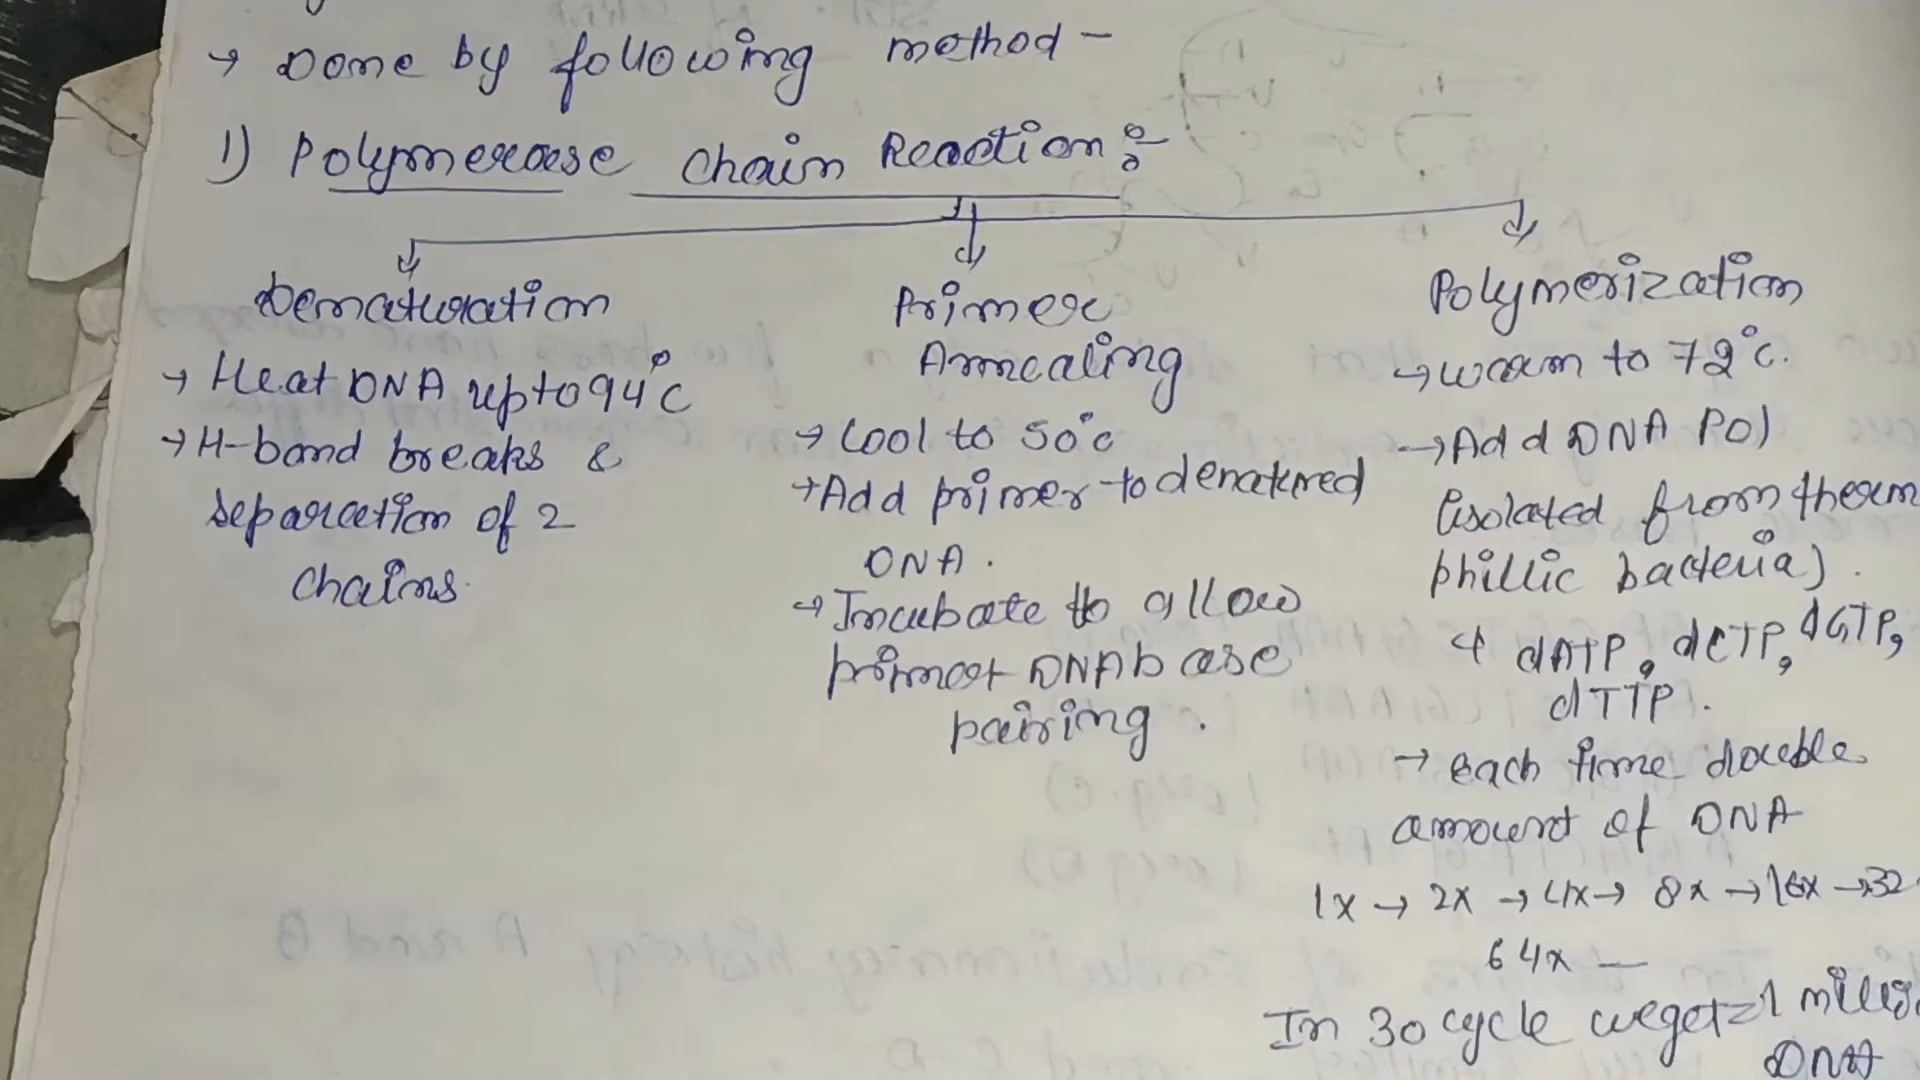 → Done by following method -
1) Polymerase Chain Reaction :-
Denaturation
→ Heat DNA upto 94°c
→ H-bond breaks &
separation of 2
chains.
Primer
Annealing
→ Cool to 50°c
→ Add primer to denatured
DNA.
→ Incubate to allow
primer DNA base
pairing.
Polymerization
→ warm to 72°c.
→ Add DNA Pol
(isolated from therm
phillic bacteria).
dATP, dCTP, dGTP,
dTTP.
→ each time double
amount of DNA
1x → 2x → 4x → 8x → 16x → 32
64x —
In 30 cycle we get = 1
DNA